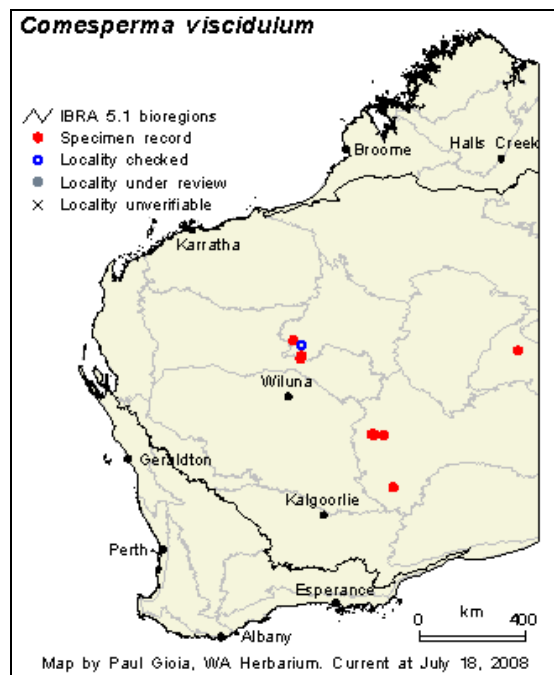 Comesperma viscidulum
IBRA 5.1 bioregions
Specimen record
Locality checked
Locality under review
Locality unverifiable
Broome
Halls Creek
Karratha
Wiluna
Geraldton
Kalgoorlie
Perth
Esperance
Albany
km
0 400
Map by Paul Gioia, WA Herbarium. Current at July 18, 2008